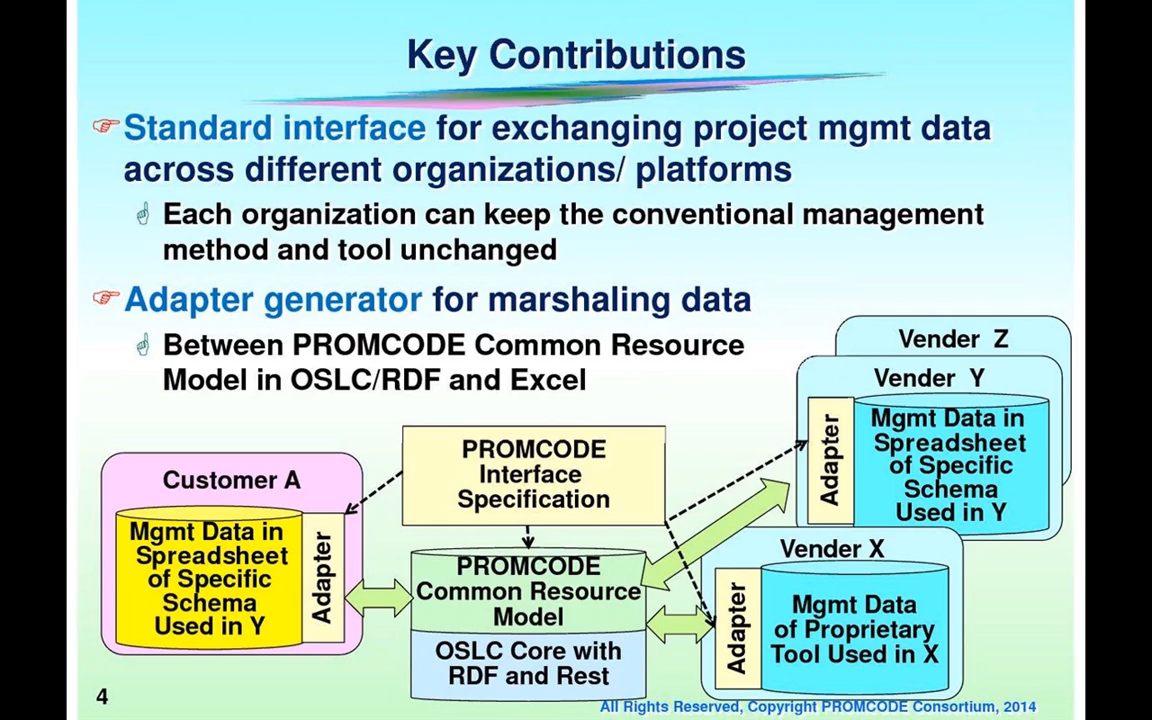 Key Contributions
Standard interface for exchanging project mgmt data
across different organizations/ platforms
Each organization can keep the conventional management
method and tool unchanged
Adapter generator for marshaling data
Between PROMCODE Common Resource
Model in OSLC/RDF and Excel
Vender Z
Vender Y
Adapter
Mgmt Data in
Spreadsheet
of Specific
Schema
Used in Y
PROMCODE
Interface
Specification
Customer A
Mgmt Data in
Spreadsheet
of Specific
Schema
Used in Y
Adapter
PROMCODE
Common Resource
Model
OSLC Core with
RDF and Rest
Vender X
Adapter
Mgmt Data
of Proprietary
Tool Used in X
4
All Rights Reserved, Copyright PROMCODE Consortium, 2014